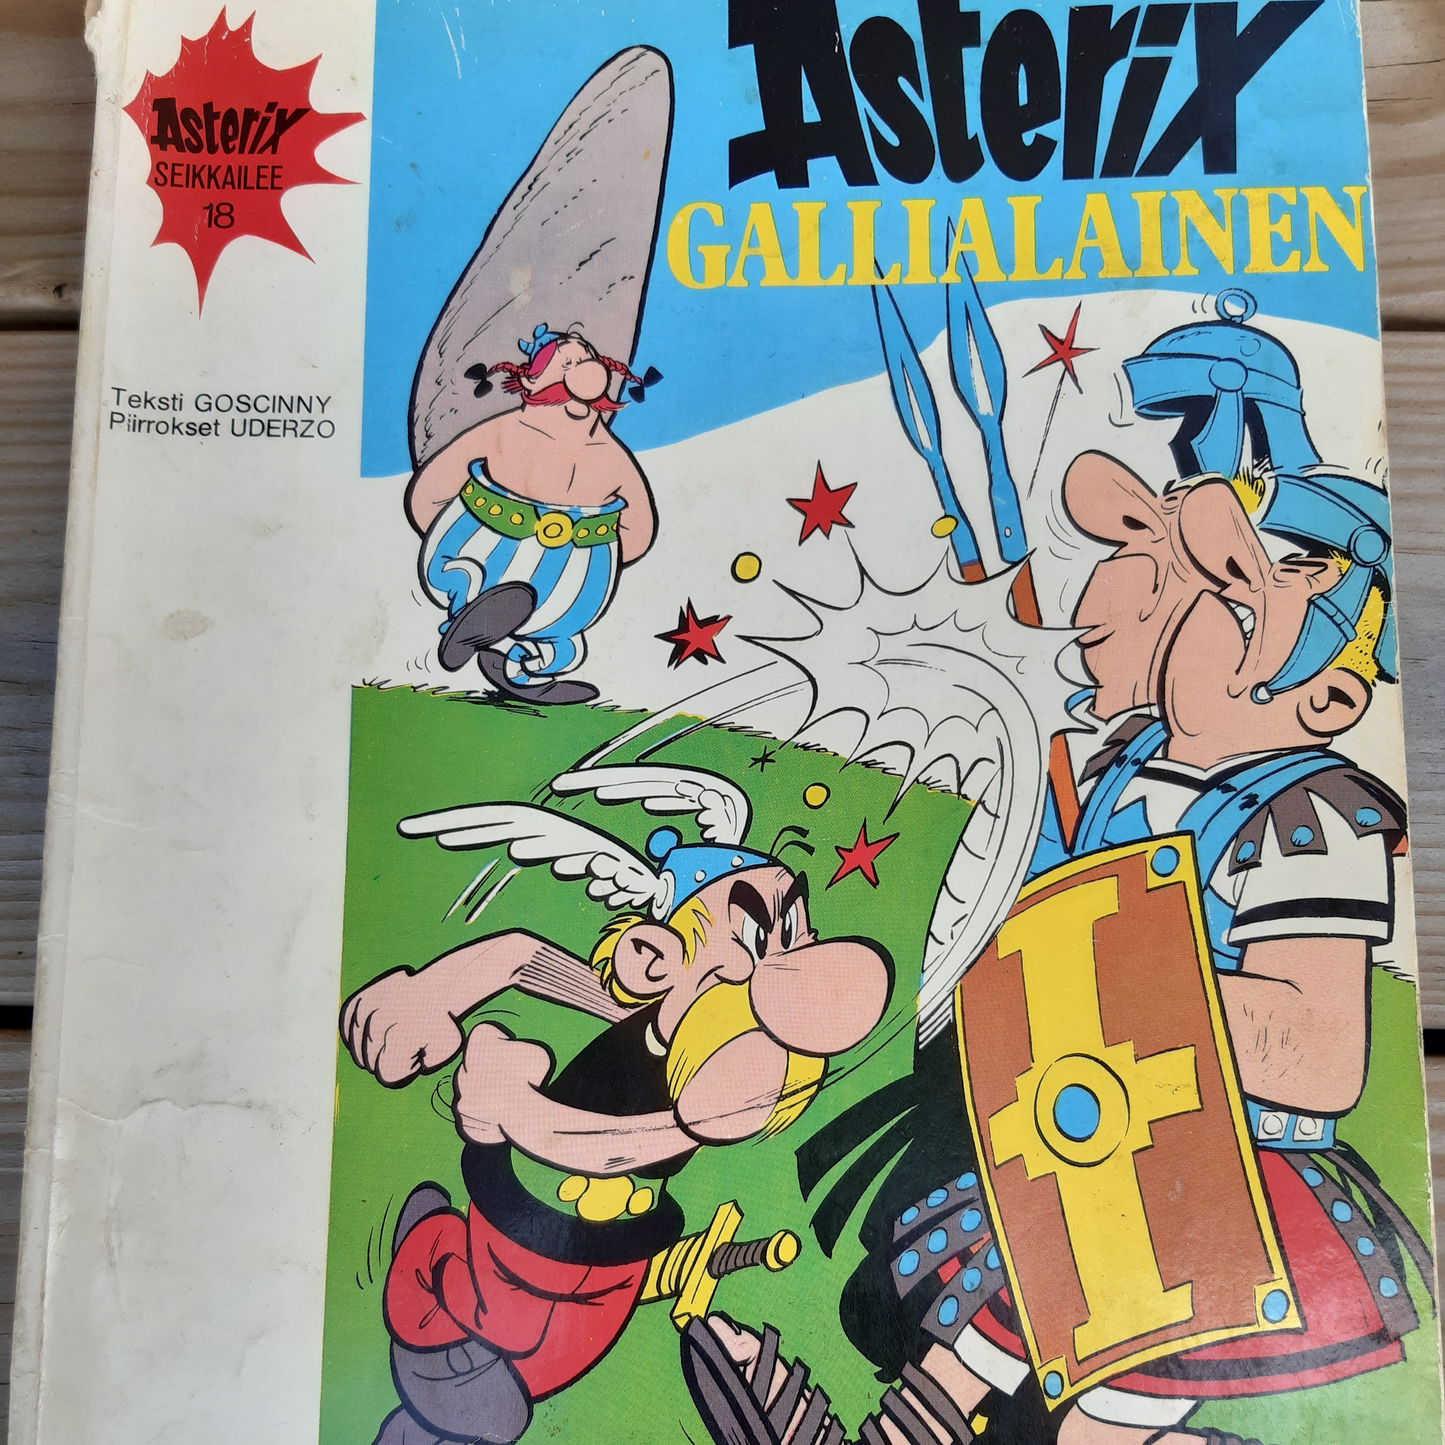 Asterix
SEIKKAILEE
18
Asterix
GALLIALAINEN
Teksti GOSCINNY
Piirrokset UDERZO